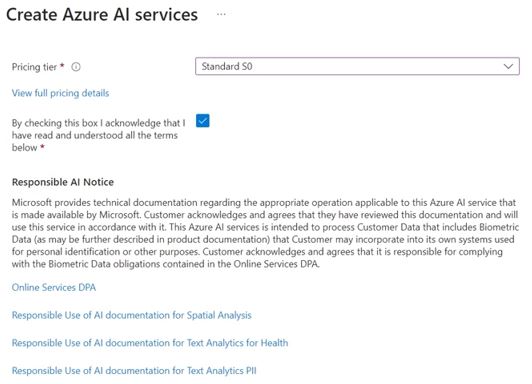 Create Azure AI services ...
Pricing tier *
Standard S0
View full pricing details
By checking this box I acknowledge that I
have read and understood all the terms
below *
Responsible AI Notice
Microsoft provides technical documentation regarding the appropriate operation applicable to this Azure AI service that
is made available by Microsoft. Customer acknowledges and agrees that they have reviewed this documentation and will
use this service in accordance with it. This Azure AI services is intended to process Customer Data that includes Biometric
Data (as may be further described in product documentation) that Customer may incorporate into its own systems used
for personal identification or other purposes. Customer acknowledges and agrees that it is responsible for complying
with the Biometric Data obligations contained in the Online Services DPA.
Online Services DPA
Responsible Use of AI documentation for Spatial Analysis
Responsible Use of AI documentation for Text Analytics for Health
Responsible Use of AI documentation for Text Analytics PII